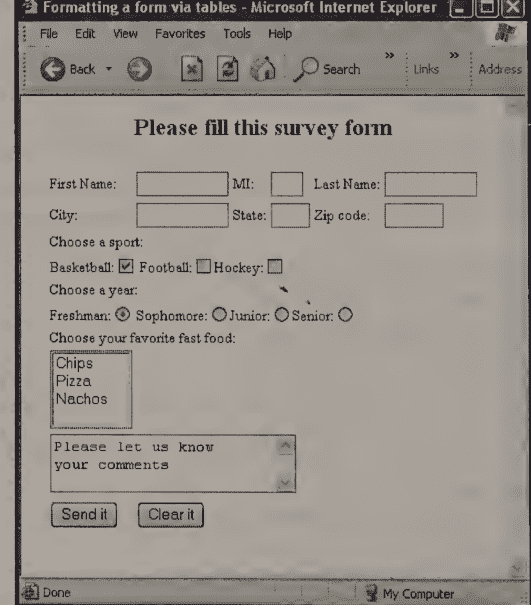 Formatting a form via tables - Microsoft Internet Explorer
File Edit View Favorites Tools Help
Back Search » Links » Address
Please fill this survey form
First Name: MI: Last Name:
City: State: Zip code:
Choose a sport:
Basketball: Football: Hockey:
Choose a year:
Freshman: Sophomore: Junior: Senior:
Choose your favorite fast food:
Chips
Pizza
Nachos
Please let us know
your comments
Send it Clear it
Done My Computer